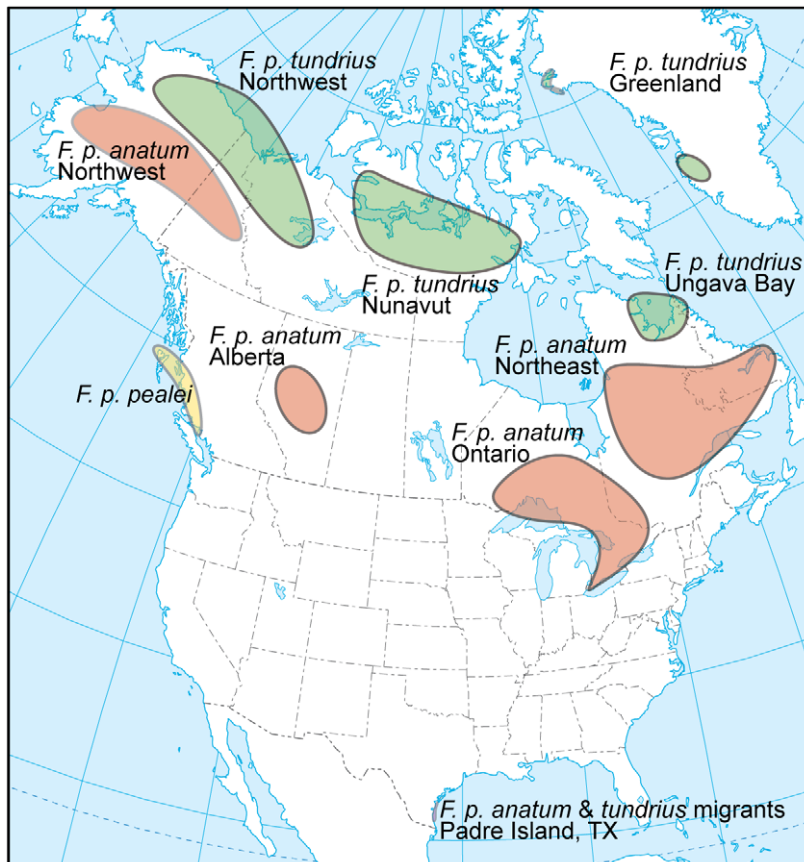 F. p. tundrius
Northwest
F. p. tundrius
Greenland
F. p. anatum
Northwest
F. p. tundrius
Ungava Bay
F. p. tundrius
Nunavut
F. p. anatum
Alberta
F. p. anatum
Northeast
F. p. pealei
F. p. anatum
Ontario
F. p. anatum & tundrius migrants
Padre Island, TX